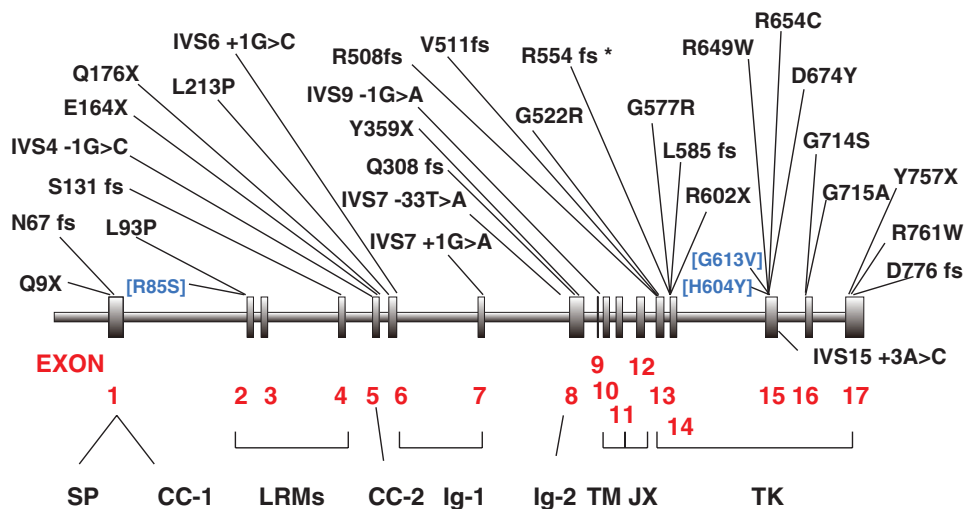 R654C
IVS6 +1G>C
V511fs
R649W
R508fs
R554 fs *
Q176X
D674Y
L213P
IVS9 -1G>A
G577R
E164X
G522R
Y359X
G714S
IVS4 -1G>C
L585 fs
Q308 fs
Y757X
S131 fs
R602X
G715A
IVS7 -33T>A
N67 fs
L93P
R761W
IVS7 +1G>A
[G613V]
D776 fs
Q9X
[R85S]
[H604Y]
IVS15 +3A>C
EXON
9 12
1 2 3 4 5 6 7 8 10 13 15 16 17
11 14
SP CC-1 LRMs CC-2 Ig-1 Ig-2 TM JX TK